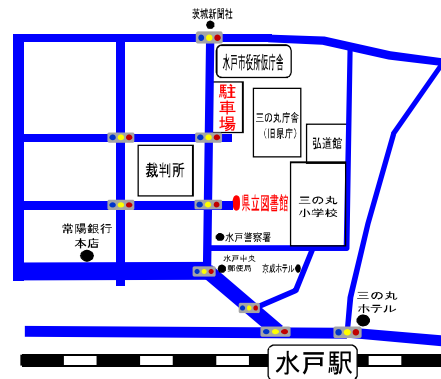 茨城新聞社
水戸市役所仮庁舎
駐
車
場
三の丸庁舎
(旧県庁)
弘道館
裁判所
県立図書館
三の丸
小学校
常陽銀行
本店
水戸警察署
水戸中央
郵便局
京成ホテル
三の丸
ホテル
水戸駅